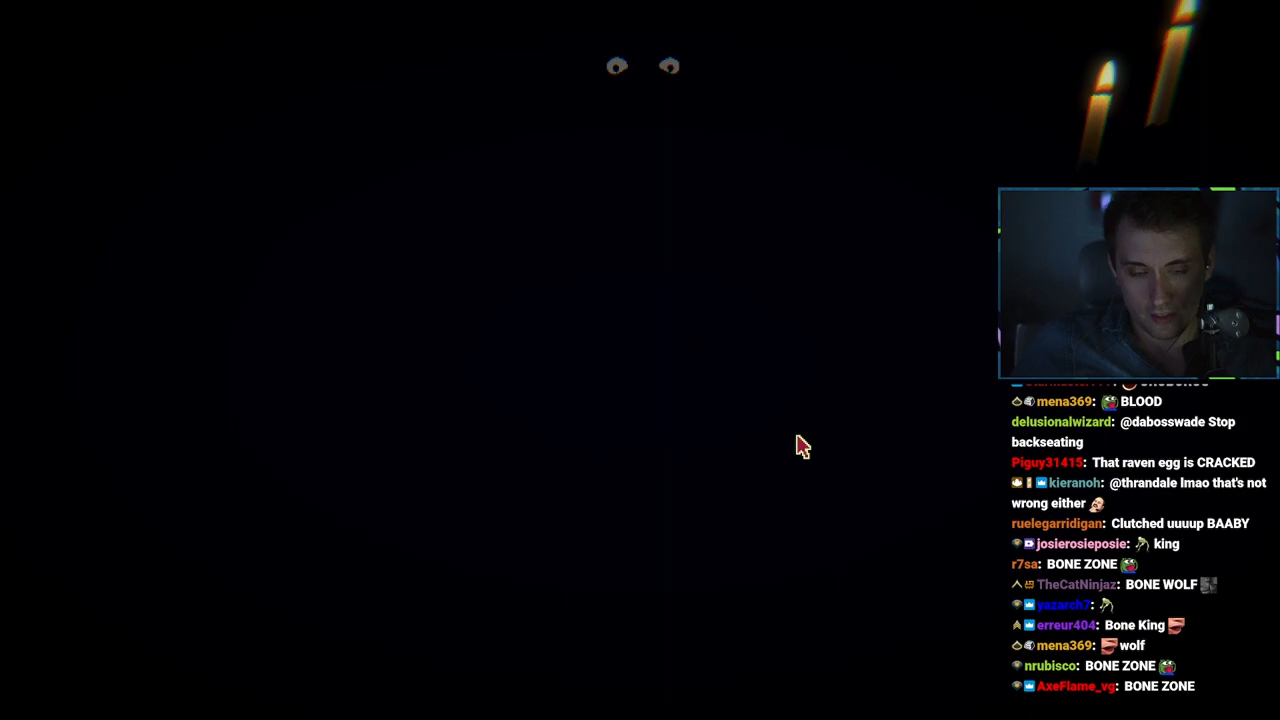 mena369: BLOOD
delusionalwizard: @dabosswade Stop
backseating
Piguy31415: That raven egg is CRACKED
kieranoh: @thrandale lmao that's not
wrong either
ruelegarridigan: Clutched uuuup BAABY
josierosieposie: king
r7sa: BONE ZONE
TheCatNinjaz: BONE WOLF
yazarch7:
erreur404: Bone King
mena369: wolf
nrubisco: BONE ZONE
AxeFlame_vg: BONE ZONE